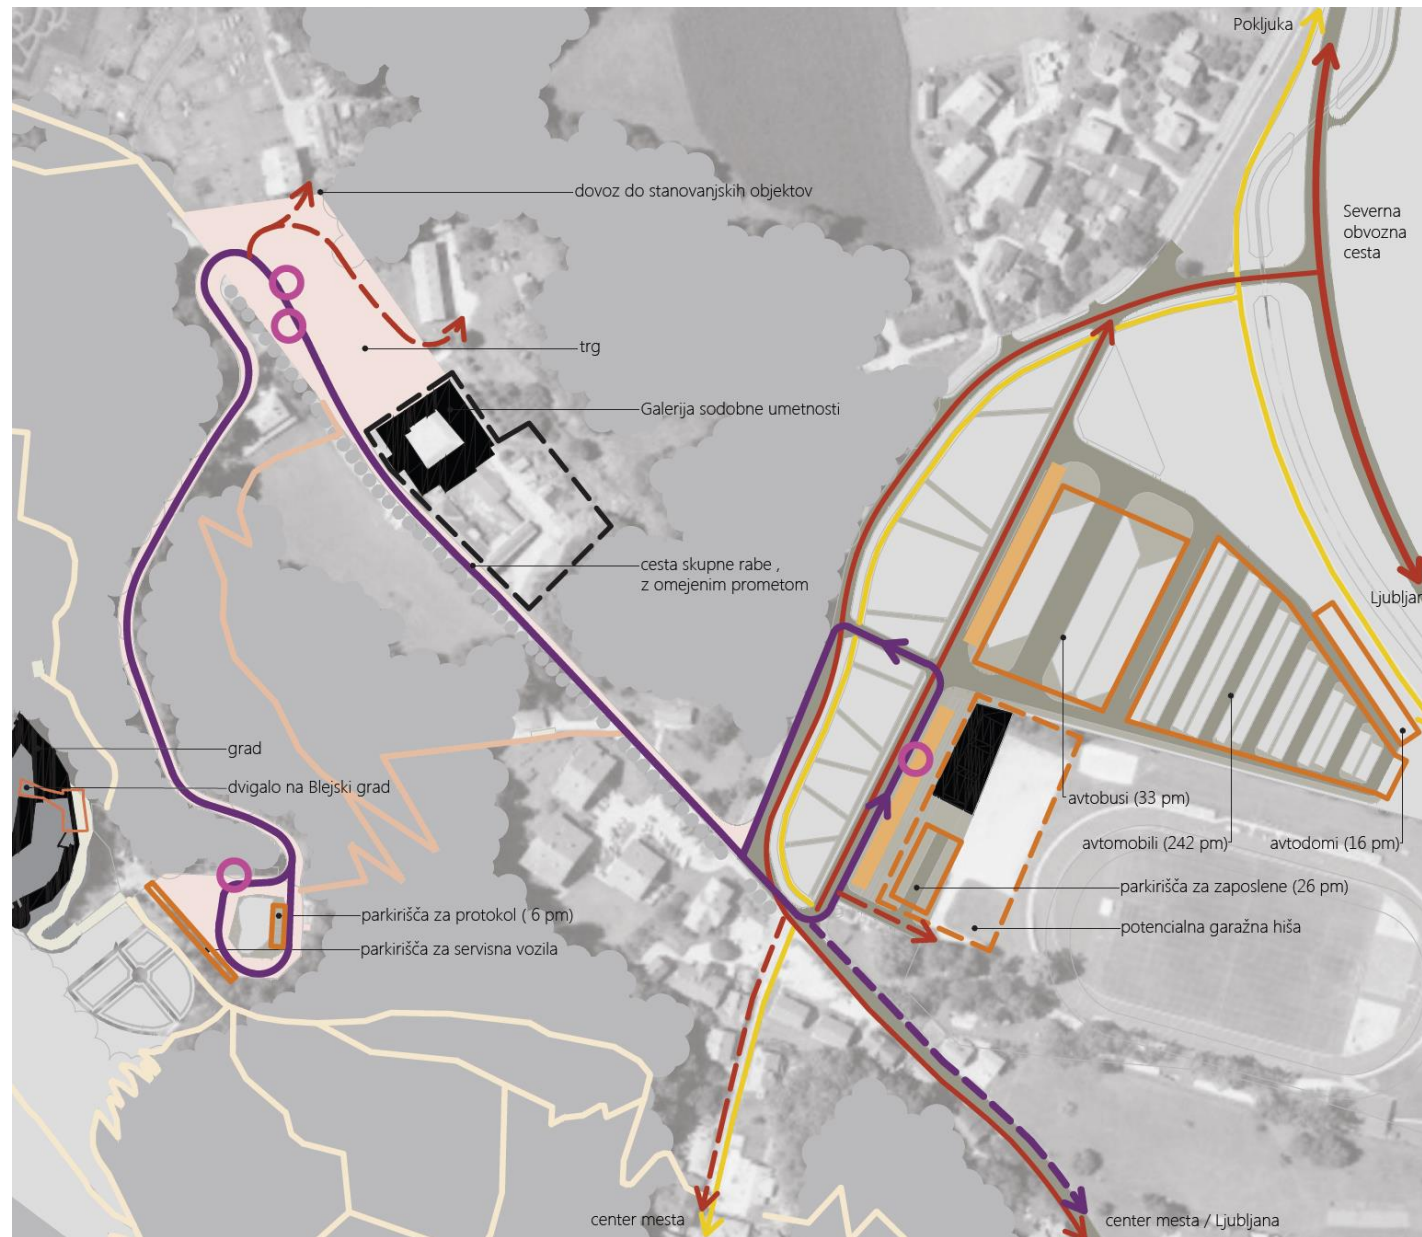 Pokljuka
dovoz do stanovanjskih objektov
Severna
obvozna
cesta
trg
Galerija sodobne umetnosti
cesta skupne rabe ,
z omejenim prometom
Ljubljan
grad
dvigalo na Blejski grad
avtobusi (33 pm)
avtomobili (242 pm)
avtodomi (16 pm)
parkirišča za zaposlene (26 pm)
parkirišča za protokol ( 6 pm)
potencialna garažna hiša
parkirišča za servisna vozila
center mesta
center mesta / Ljubljana